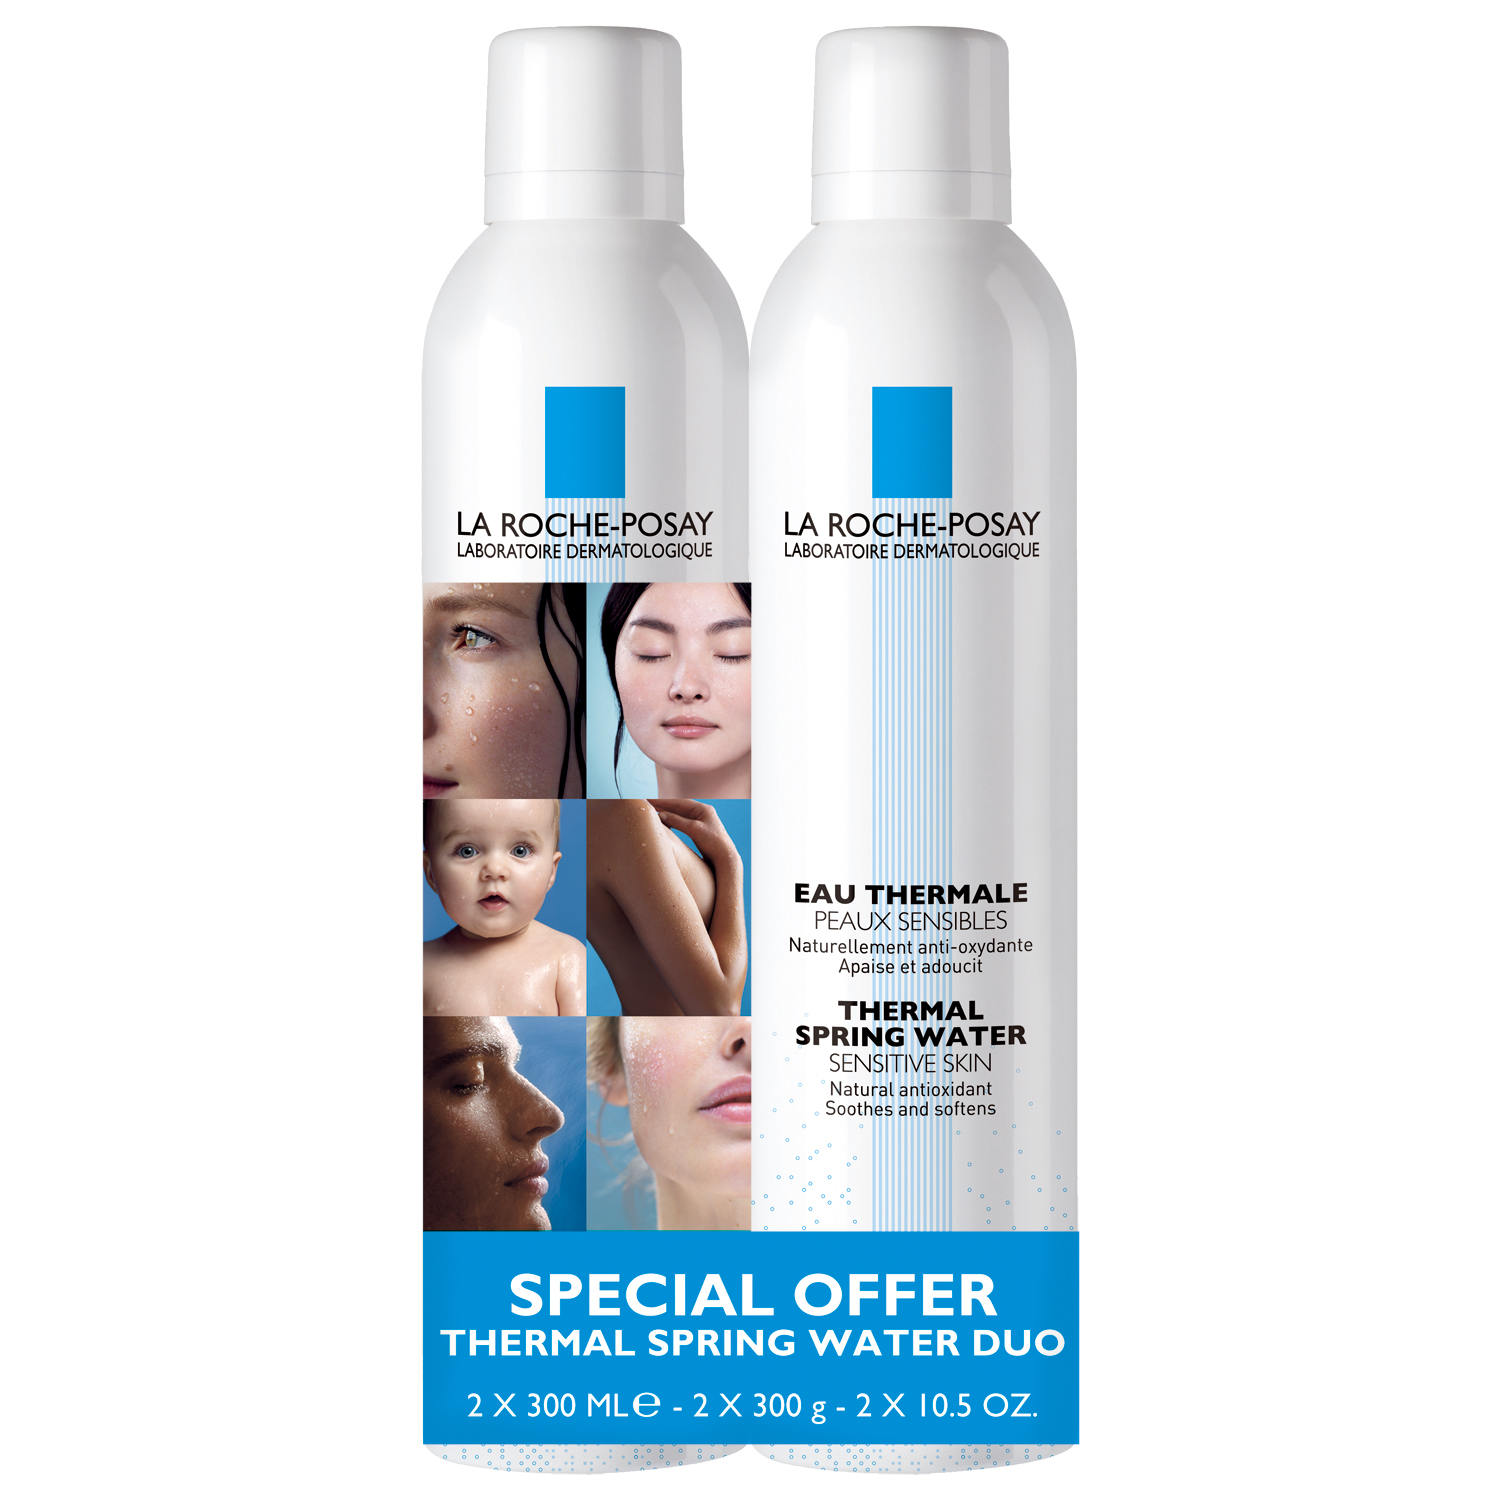 LA ROCHE-POSAY
LABORATOIRE DERMATOLOGIQUE
LA ROCHE-POSAY
LABORATOIRE DERMATOLOGIQUE
EAU THERMALE
PEAUX SENSIBLES
Naturellement anti-oxydante
Apaise et adoucit
THERMAL
SPRING WATER
SENSITIVE SKIN
Natural antioxidant
Soothes and softens
SPECIAL OFFER
THERMAL SPRING WATER DUO
2 X 300 ML℮ - 2 X 300 g - 2 X 10.5 OZ.